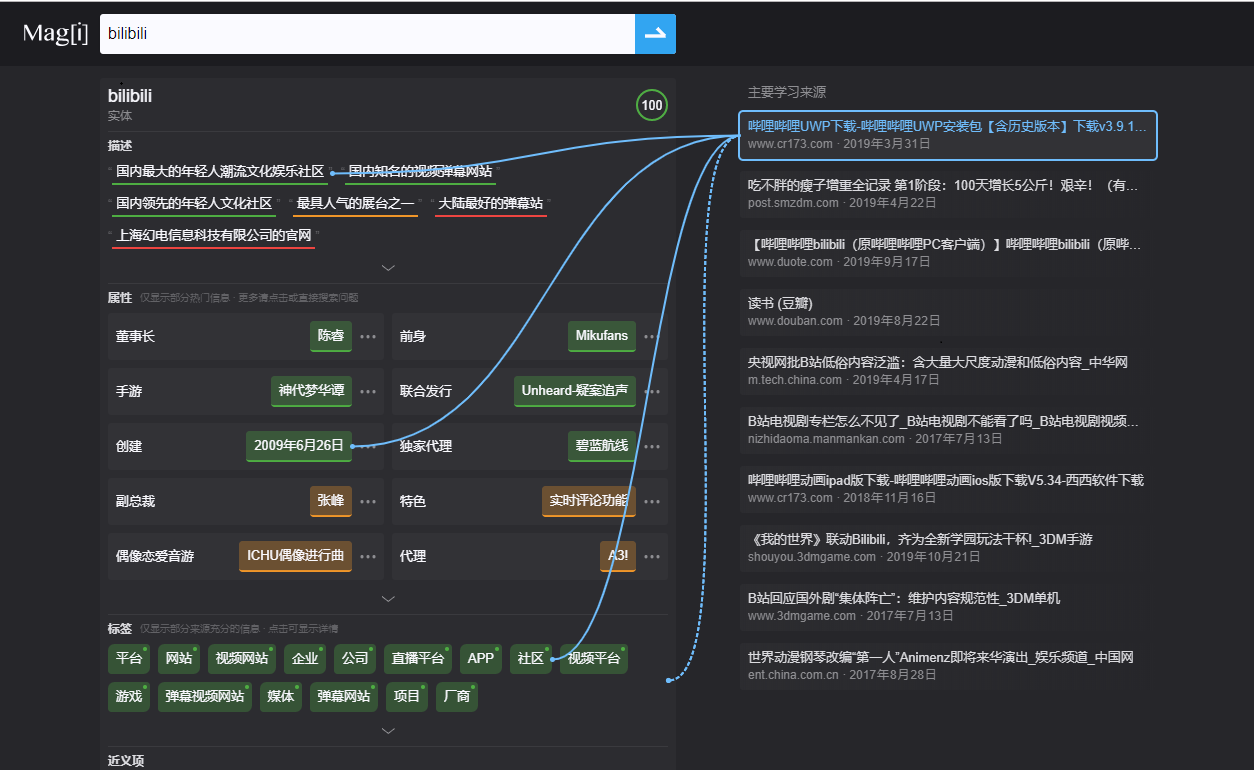 Mag[i]
bilibili
bilibili
实体
100
描述
国内最大的年轻人潮流文化娱乐社区 国内知名的视频弹幕网站
国内领先的年轻人文化社区 最具人气的展台之一 大陆最好的弹幕站
上海幻电信息科技有限公司的官网
属性 仅显示部分热门信息 · 更多请点击或直接搜索问题
董事长 陈睿 ··· 前身 Mikufans ···
手游 神代梦华谭 ··· 联合发行 Unheard-疑案追声 ···
创建 2009年6月26日 ··· 独家代理 碧蓝航线 ···
副总裁 张峰 ··· 特色 实时评论功能 ···
偶像恋爱音游 ICHU偶像进行曲 ··· 代理 A3! ···
标签 仅显示部分来源充分的信息 · 点击可显示详情
平台 网站 视频网站 企业 公司 直播平台 APP 社区 视频平台
游戏 弹幕视频网站 媒体 弹幕网站 项目 厂商
近义项
主要学习来源
哔哩哔哩UWP下载-哔哩哔哩UWP安装包【含历史版本】下载v3.9.1...
www.cr173.com · 2019年3月31日
吃不胖的瘦子增重全记录 第1阶段：100天增长5公斤！艰辛！（有...
post.smzdm.com · 2019年4月22日
【哔哩哔哩bilibili（原哔哩哔哩PC客户端）】哔哩哔哩bilibili（原哔...
www.duote.com · 2019年9月17日
读书 (豆瓣)
www.douban.com · 2019年8月22日
央视网批B站低俗内容泛滥：含大量大尺度动漫和低俗内容_中华网
m.tech.china.com · 2019年4月17日
B站电视剧专栏怎么不见了_B站电视剧不能看了吗_B站电视剧视频...
nizhidaoma.manmankan.com · 2017年7月13日
哔哩哔哩动画ipad版下载-哔哩哔哩动画ios版下载V5.34-西西软件下载
www.cr173.com · 2018年11月16日
《我的世界》联动Bilibili，齐为全新学园玩法干杯!_3DM手游
shouyou.3dmgame.com · 2019年10月21日
B站回应国外剧“集体阵亡”：维护内容规范性_3DM单机
www.3dmgame.com · 2017年7月13日
世界动漫钢琴改编“第一人”Animenz即将来华演出_娱乐频道_中国网
ent.china.com.cn · 2017年8月28日